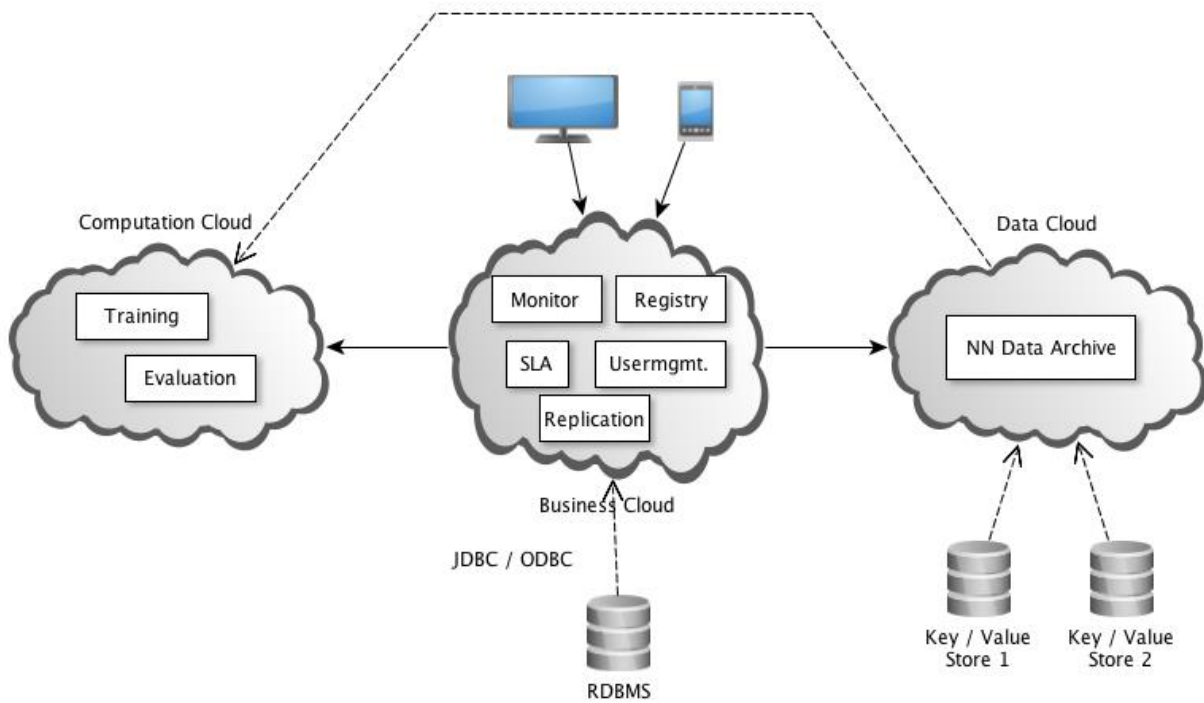 Computation Cloud
Training
Evaluation
Monitor
Registry
SLA
Usermgmt.
Replication
Business Cloud
JDBC / ODBC
RDBMS
Data Cloud
NN Data Archive
Key / Value
Store 1
Key / Value
Store 2